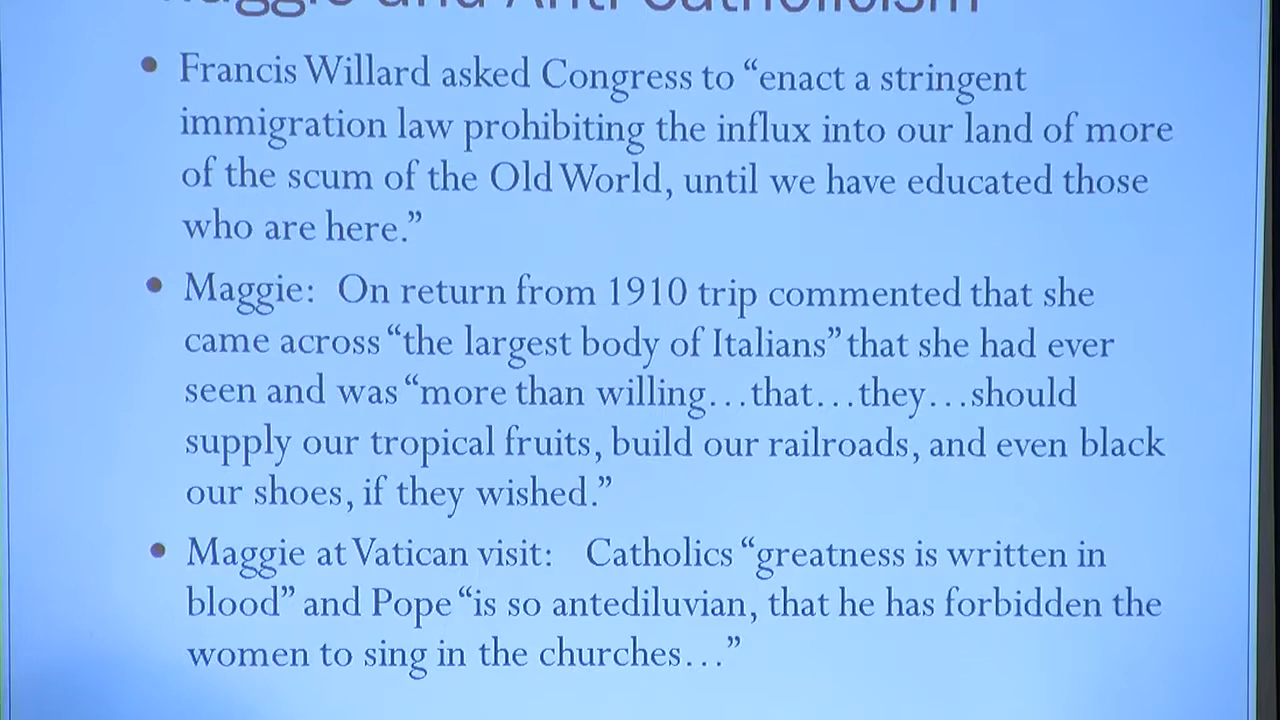 Maggie and Anti-Catholicism
• Francis Willard asked Congress to “enact a stringent
immigration law prohibiting the influx into our land of more
of the scum of the Old World, until we have educated those
who are here.”
• Maggie: On return from 1910 trip commented that she
came across “the largest body of Italians” that she had ever
seen and was “more than willing…that…they…should
supply our tropical fruits, build our railroads, and even black
our shoes, if they wished.”
• Maggie at Vatican visit: Catholics “greatness is written in
blood” and Pope “is so antediluvian, that he has forbidden the
women to sing in the churches…”